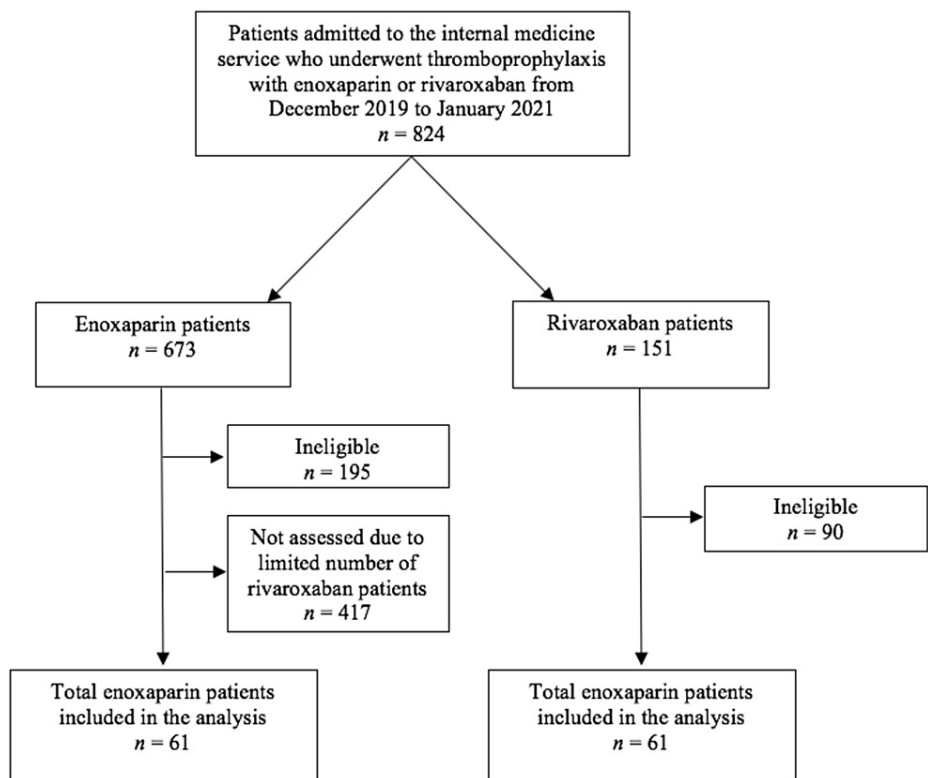 Patients admitted to the internal medicine
service who underwent thromboprophylaxis
with enoxaparin or rivaroxaban from
December 2019 to January 2021
n = 824
Enoxaparin patients
n = 673
Rivaroxaban patients
n = 151
Ineligible
n = 195
Ineligible
n = 90
Not assessed due to
limited number of
rivaroxaban patients
n = 417
Total enoxaparin patients
included in the analysis
n = 61
Total enoxaparin patients
included in the analysis
n = 61